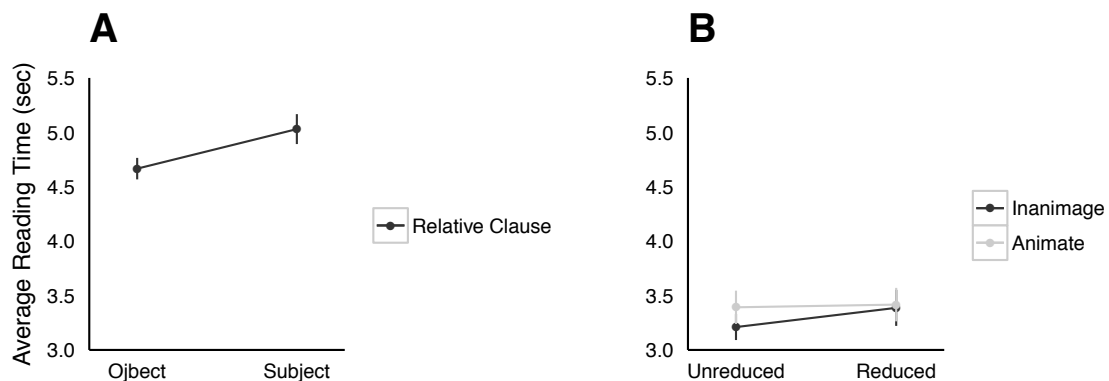 A
B
Average Reading Time (sec)
5.5
5.0
4.5
4.0
3.5
3.0
Ojbect Subject
Relative Clause
5.5
5.0
4.5
4.0
3.5
3.0
Unreduced Reduced
Inanimage
Animate